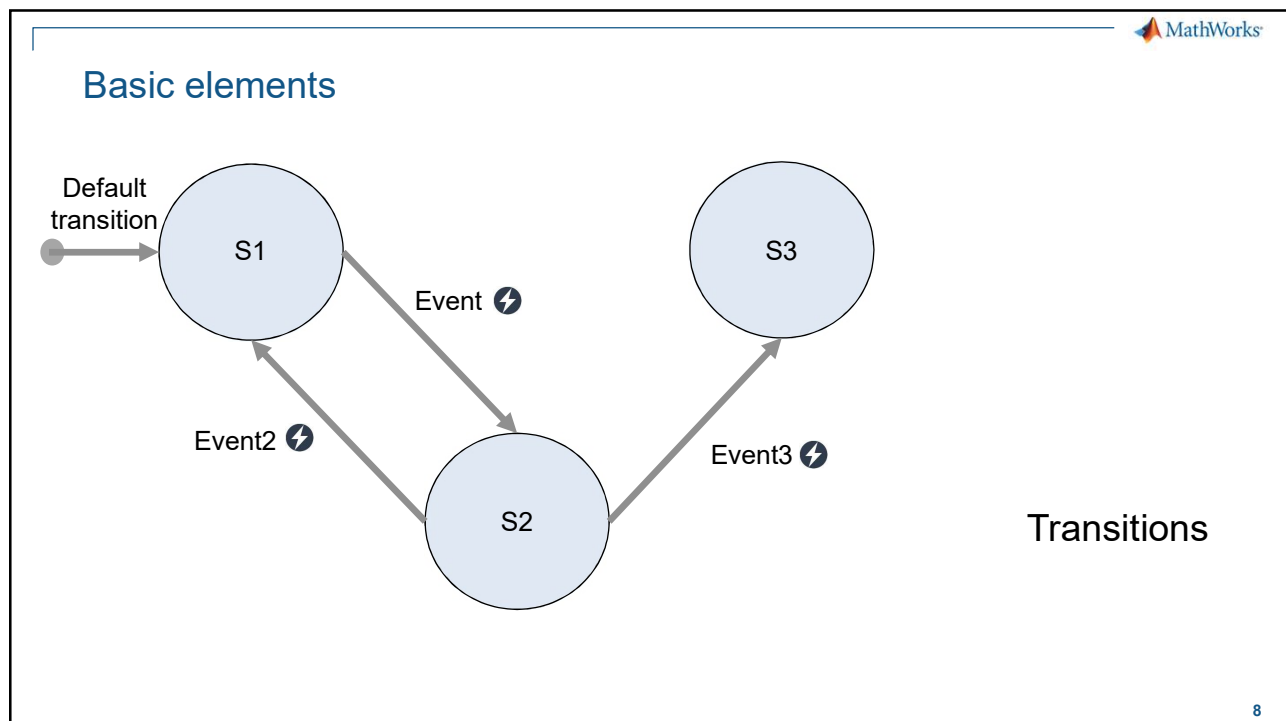 MathWorks
Basic elements
Default
transition
S1
S3
Event
Event2
Event3
S2
Transitions
8